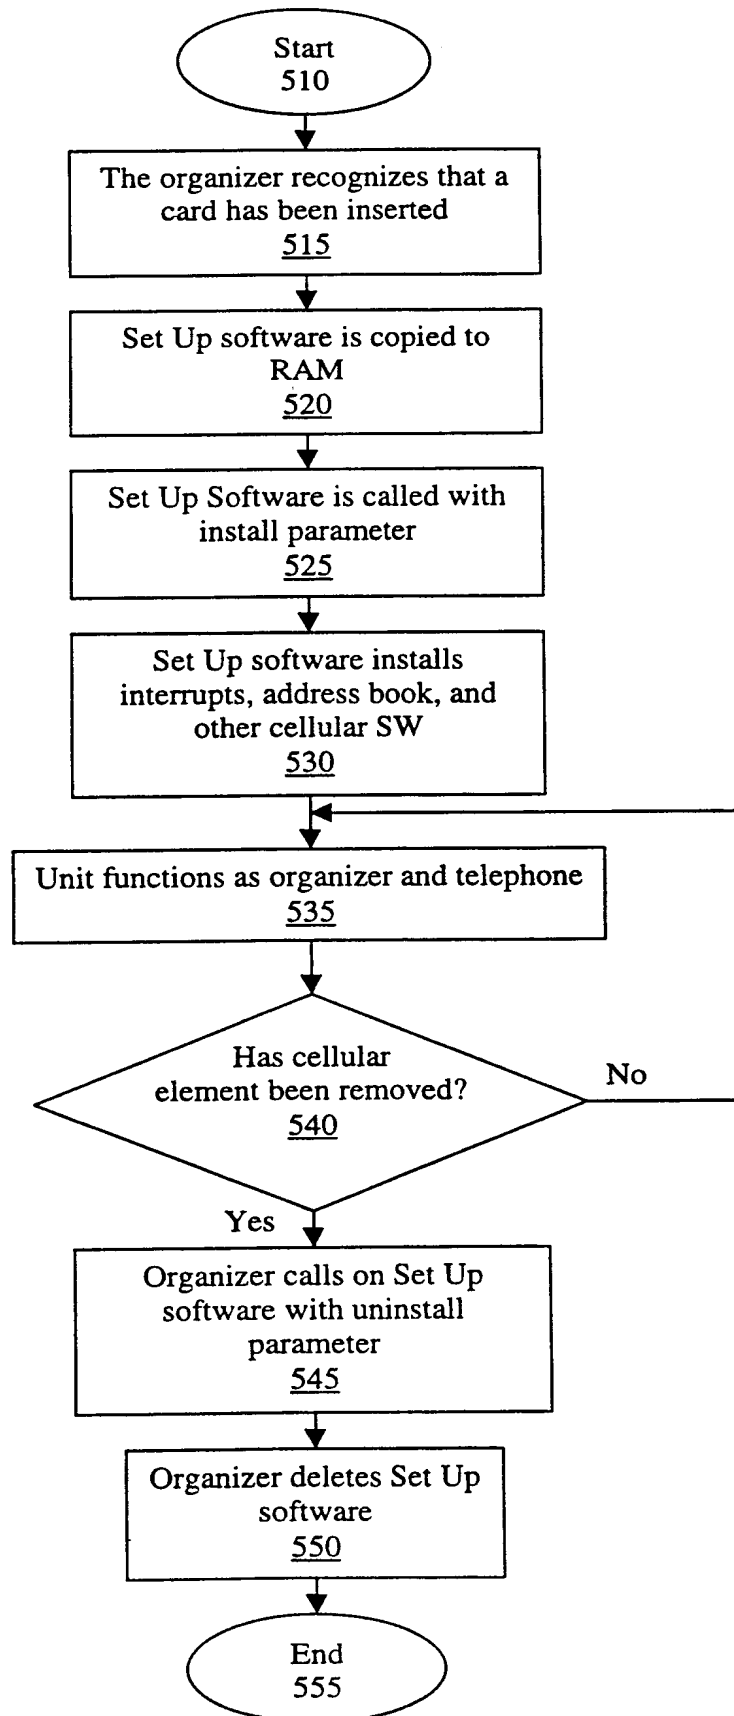 Start
510
The organizer recognizes that a
card has been inserted
515
Set Up software is copied to
RAM
520
Set Up Software is called with
install parameter
525
Set Up software installs
interrupts, address book, and
other cellular SW
530
Unit functions as organizer and telephone
535
Has cellular
element been removed?
540
No
Yes
Organizer calls on Set Up
software with uninstall
parameter
545
Organizer deletes Set Up
software
550
End
555